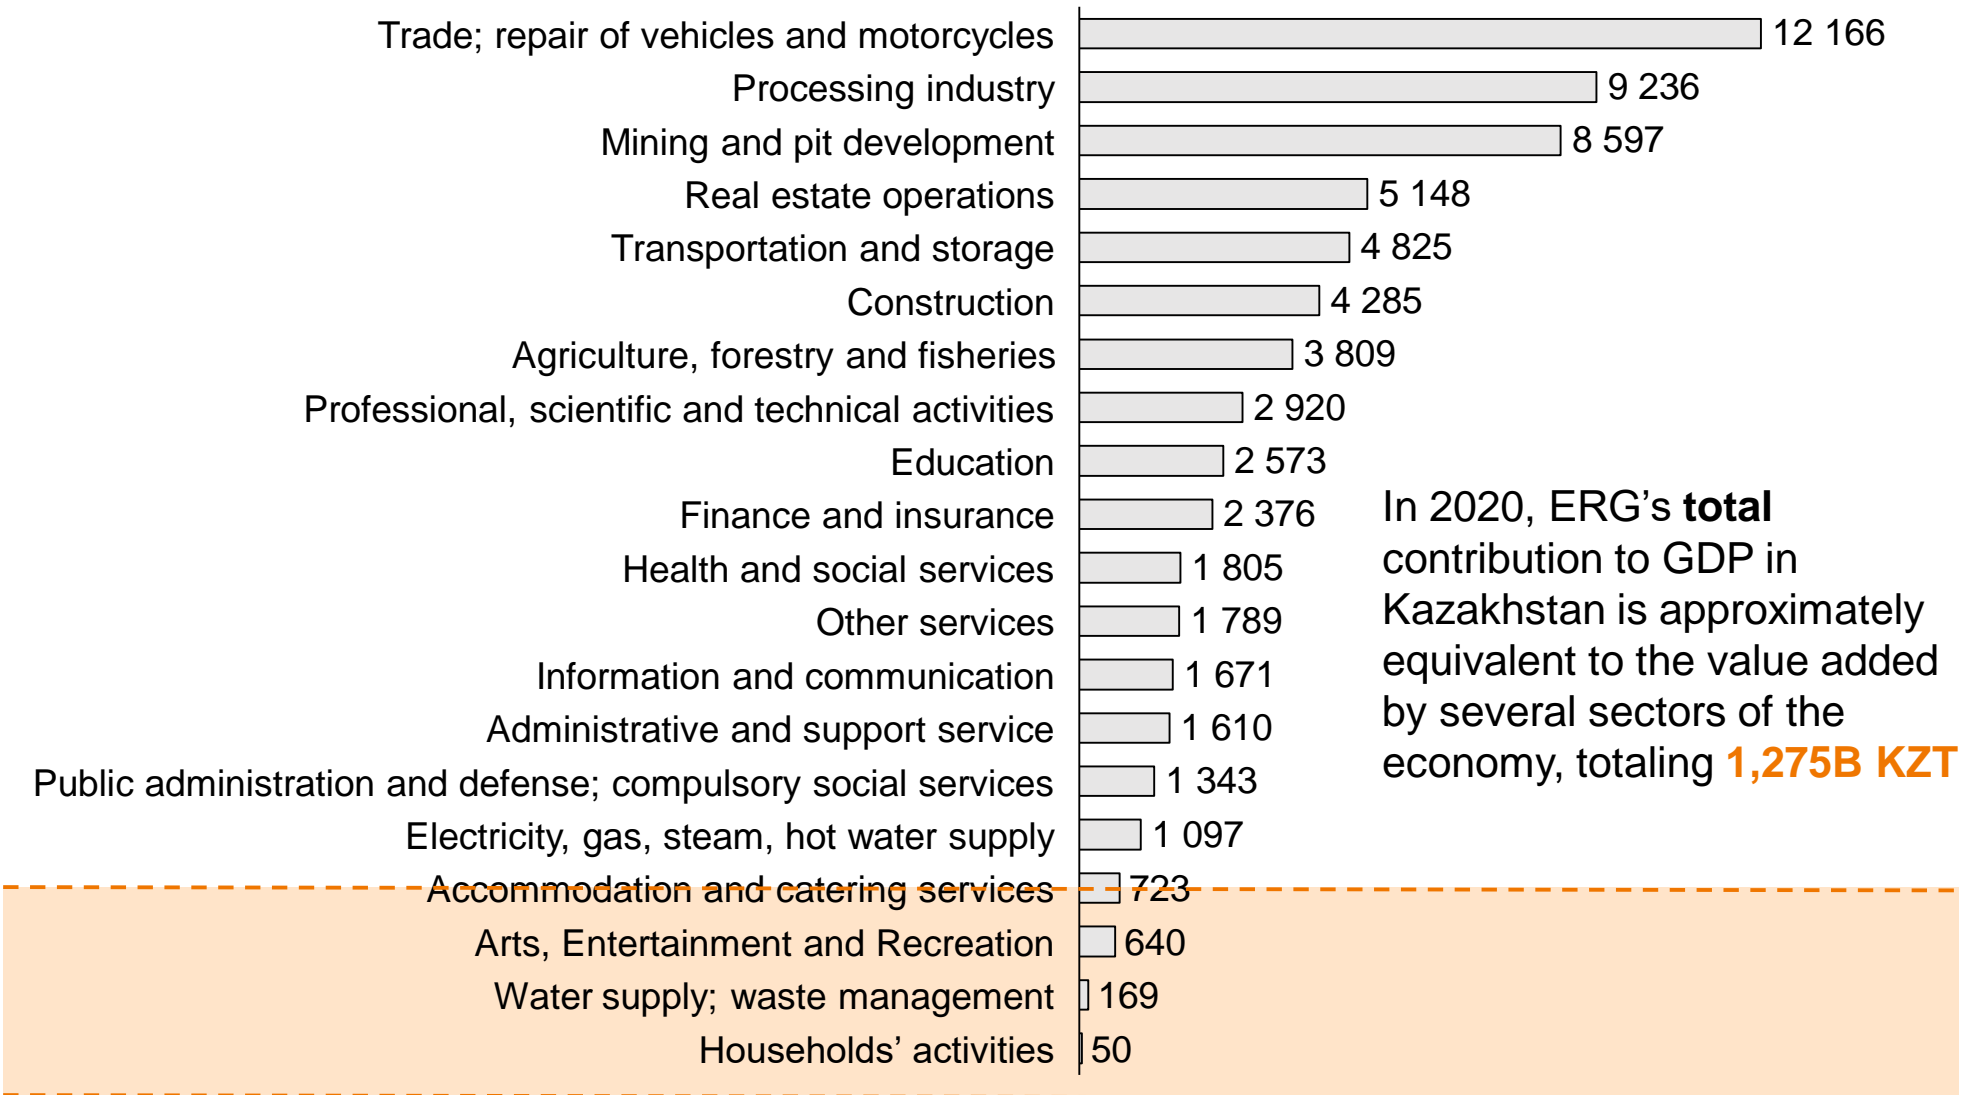 Trade; repair of vehicles and motorcycles 12 166
Processing industry 9 236
Mining and pit development 8 597
Real estate operations 5 148
Transportation and storage 4 825
Construction 4 285
Agriculture, forestry and fisheries 3 809
Professional, scientific and technical activities 2 920
Education 2 573
Finance and insurance 2 376
Health and social services 1 805
Other services 1 789
Information and communication 1 671
Administrative and support service 1 610
Public administration and defense; compulsory social services 1 343
Electricity, gas, steam, hot water supply 1 097
Accommodation and catering services 723
Arts, Entertainment and Recreation 640
Water supply; waste management 169
Households’ activities 50
In 2020, ERG’s total
contribution to GDP in
Kazakhstan is approximately
equivalent to the value added
by several sectors of the
economy, totaling 1,275B KZT